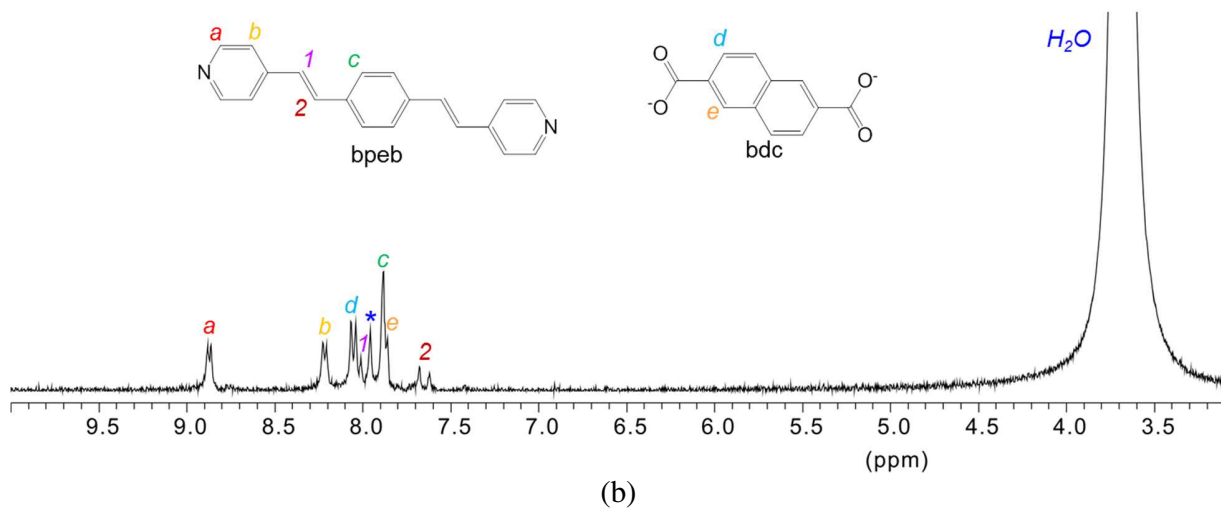 a b 1 c d H₂O
N O O⁻
2 ⁻O e O
N
bpeb bdc
c
d * e
a b 1 2
9.5 9.0 8.5 8.0 7.5 7.0 6.5 6.0 5.5 5.0 4.5 4.0 3.5
(ppm)
(b)